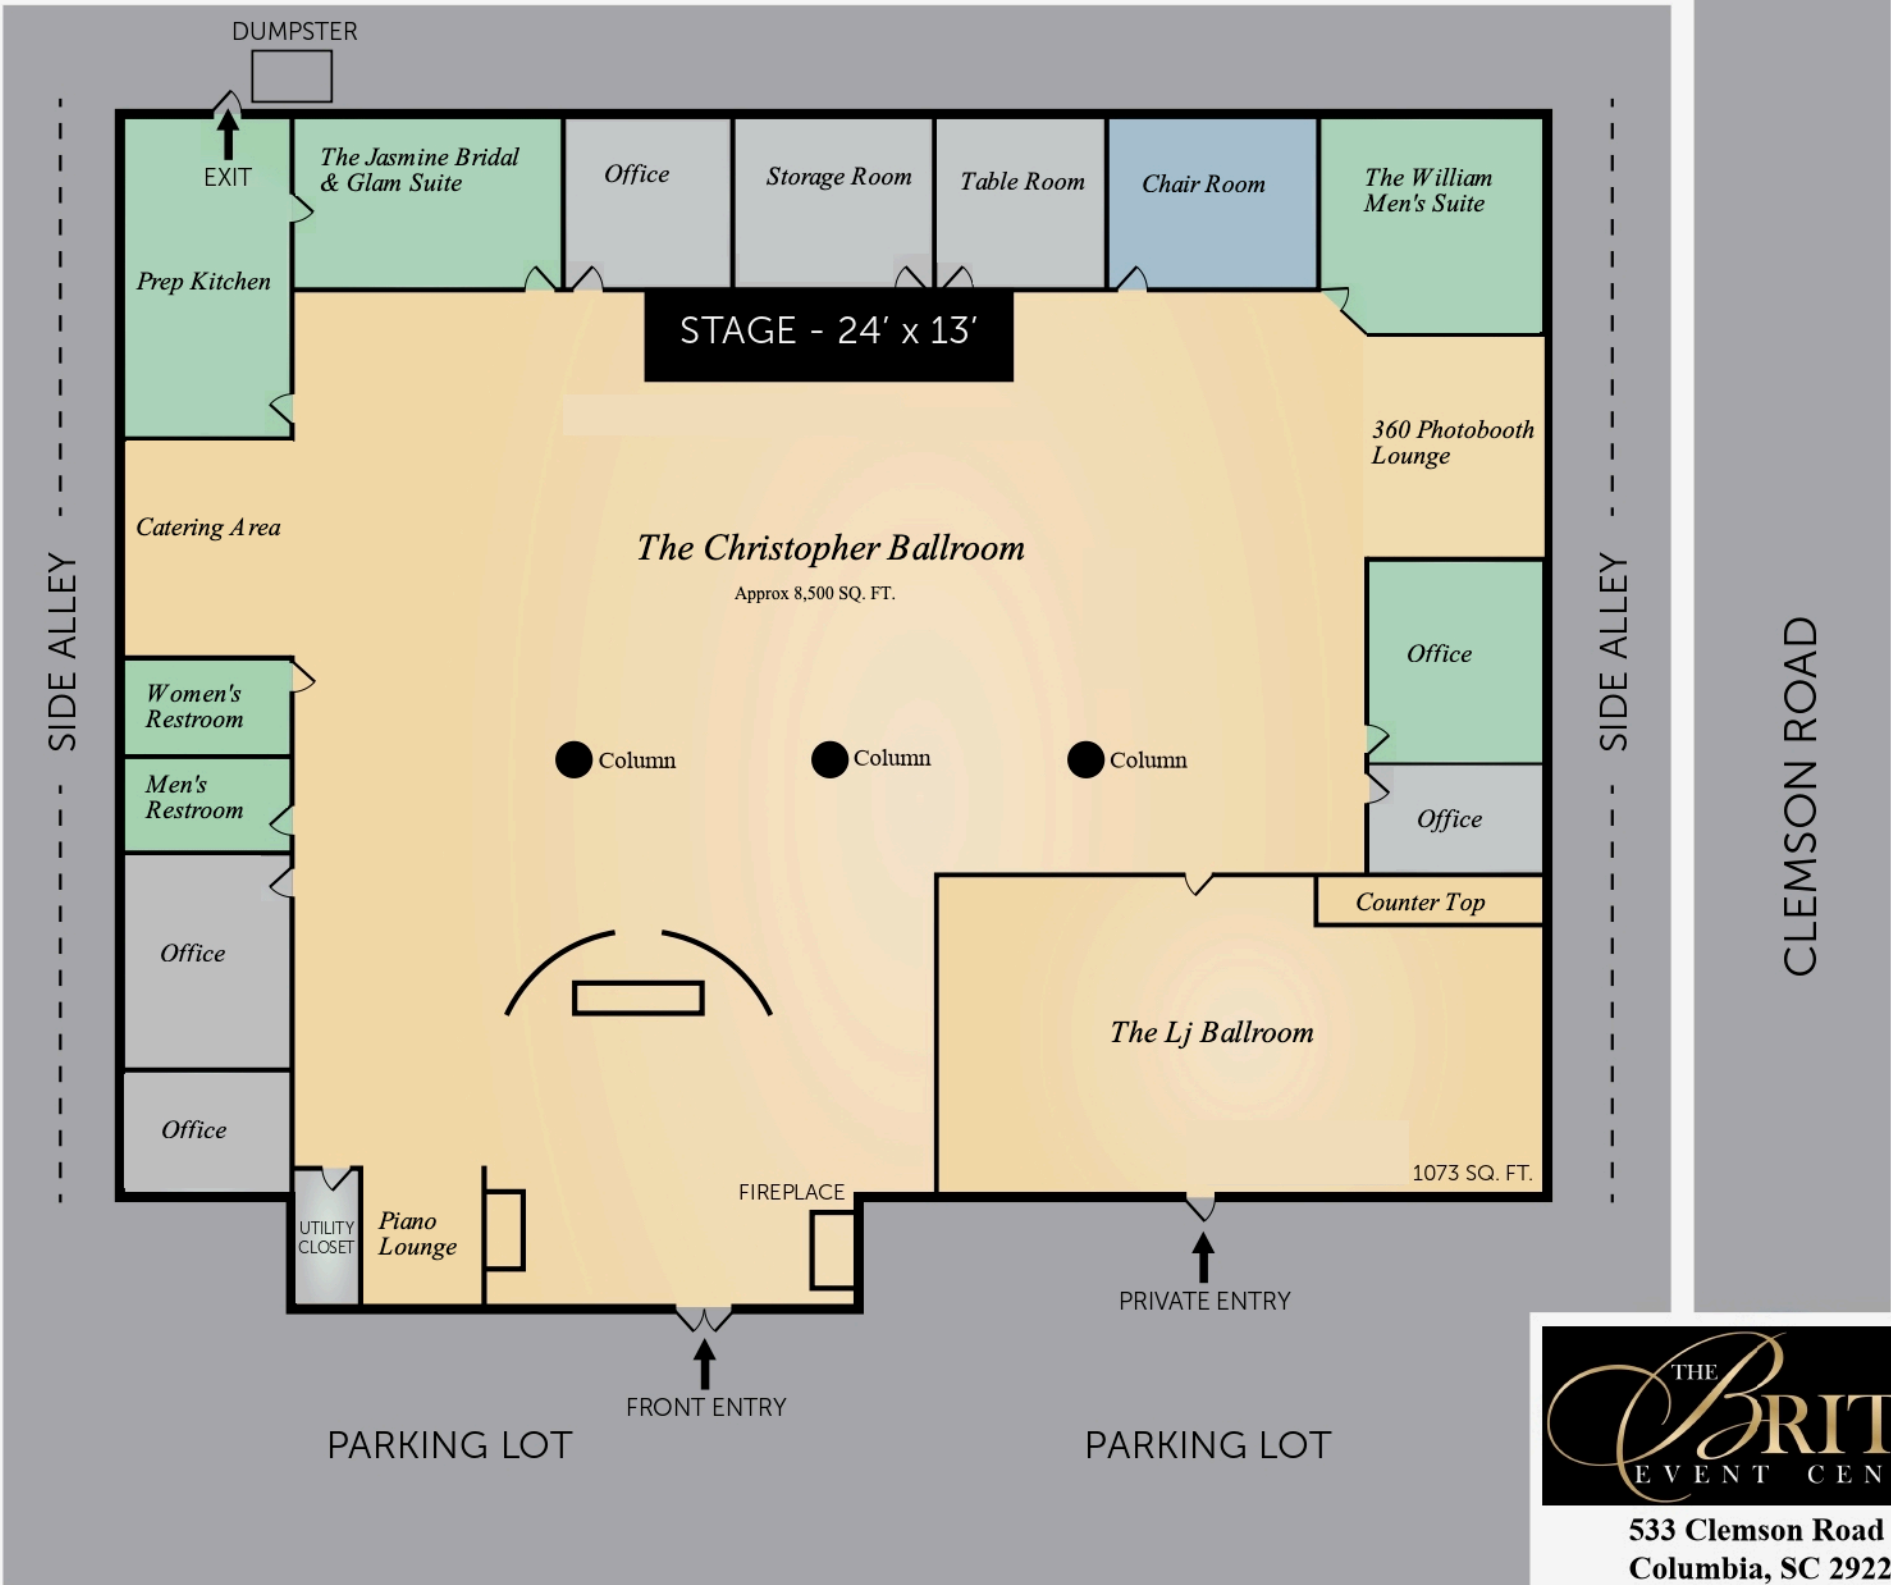 DUMPSTER
EXIT
The Jasmine Bridal
& Glam Suite
Office
Storage Room
Table Room
Chair Room
The William
Men's Suite
Prep Kitchen
STAGE - 24′ x 13′
360 Photobooth
Lounge
Catering Area
The Christopher Ballroom
Approx 8,500 SQ. FT.
SIDE ALLEY
SIDE ALLEY
CLEMSON ROAD
Office
Women's
Restroom
Column
Column
Column
Men's
Restroom
Office
Counter Top
Office
The Lj Ballroom
Office
1073 SQ. FT.
FIREPLACE
UTILITY
CLOSET
Piano
Lounge
PRIVATE ENTRY
FRONT ENTRY
PARKING LOT
PARKING LOT
THE
BRIT
EVENT CEN
533 Clemson Road
Columbia, SC 2922